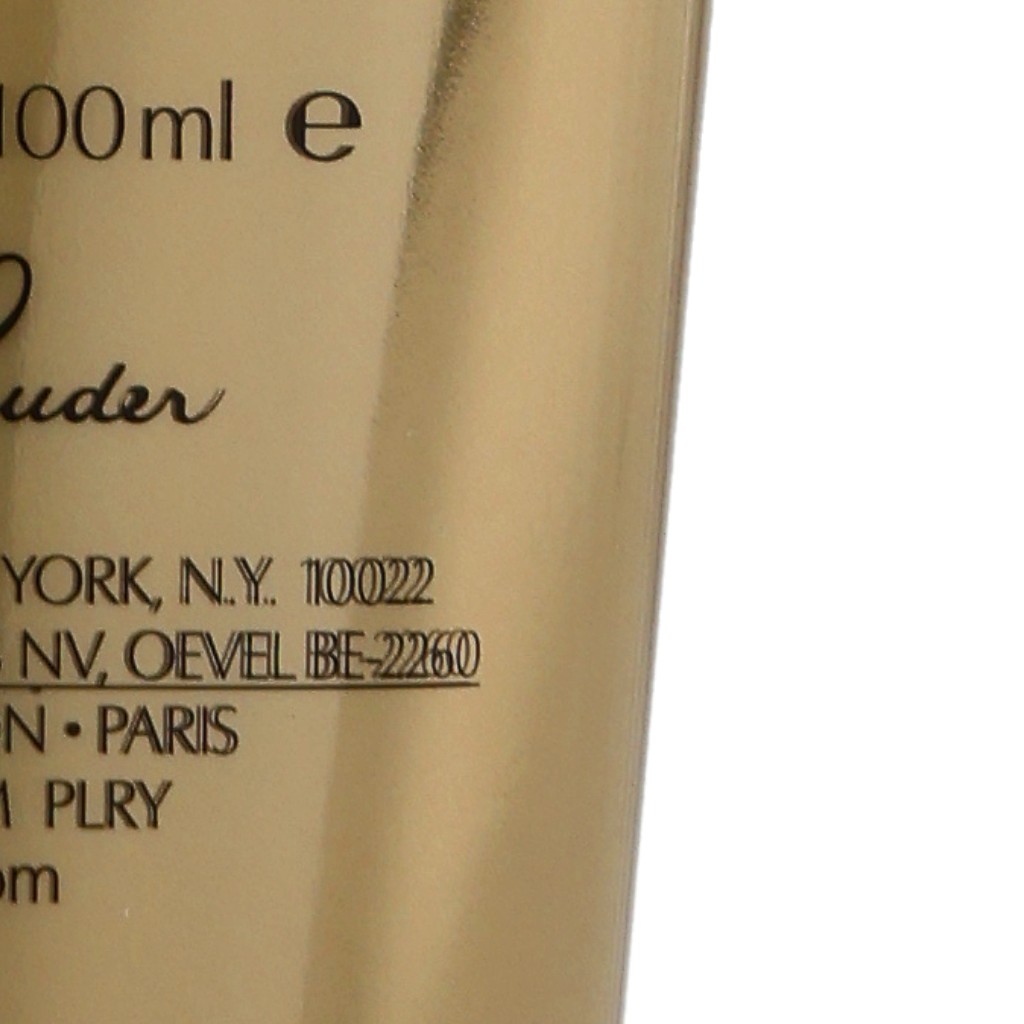 100ml e
uder
YORK, N.Y. 10022
NV, OEVEL BE-2260
N • PARIS
PLRY
om